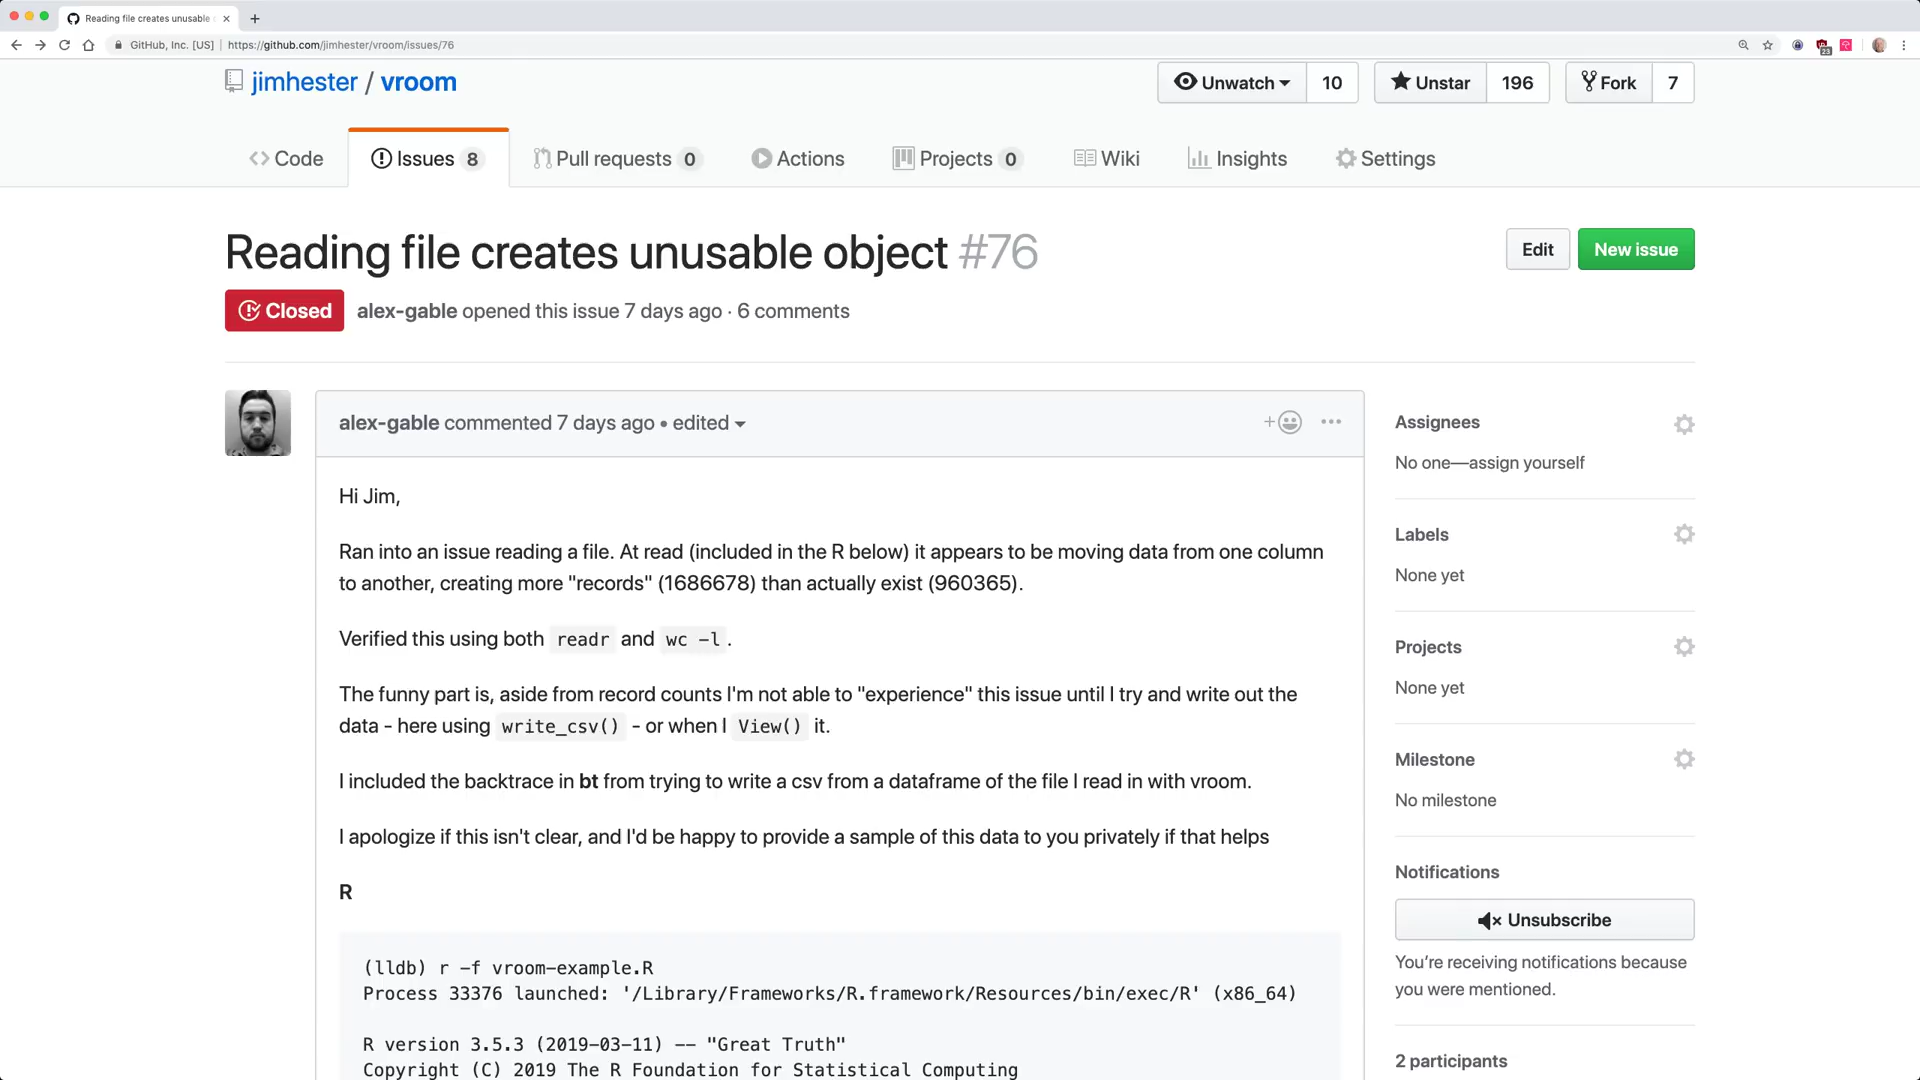 Reading file creates unusable
GitHub, Inc. [US] | https://github.com/jimhester/vroom/issues/76
23
jimhester / vroom
Unwatch 10 Unstar 196 Fork 7
Code Issues 8 Pull requests 0 Actions Projects 0 Wiki Insights Settings
Reading file creates unusable object #76
Edit New issue
Closed alex-gable opened this issue 7 days ago · 6 comments
alex-gable commented 7 days ago • edited
Hi Jim,
Ran into an issue reading a file. At read (included in the R below) it appears to be moving data from one column
to another, creating more "records" (1686678) than actually exist (960365).
Verified this using both readr and wc -l .
The funny part is, aside from record counts I'm not able to "experience" this issue until I try and write out the
data - here using write_csv() - or when I View() it.
I included the backtrace in bt from trying to write a csv from a dataframe of the file I read in with vroom.
I apologize if this isn't clear, and I'd be happy to provide a sample of this data to you privately if that helps
R
(lldb) r -f vroom-example.R
Process 33376 launched: '/Library/Frameworks/R.framework/Resources/bin/exec/R' (x86_64)
R version 3.5.3 (2019-03-11) -- "Great Truth"
Copyright (C) 2019 The R Foundation for Statistical Computing
Assignees
No one—assign yourself
Labels
None yet
Projects
None yet
Milestone
No milestone
Notifications
Unsubscribe
You’re receiving notifications because
you were mentioned.
2 participants